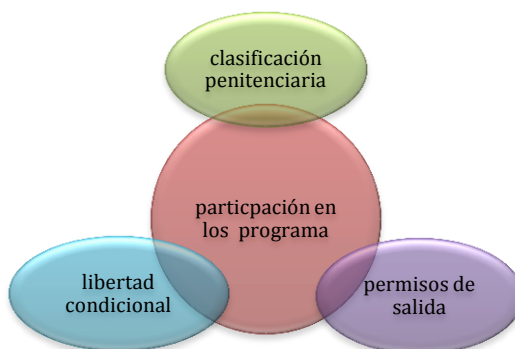 clasificación
penitenciaria
particpación en
los programa
libertad
condicional
permisos de
salida